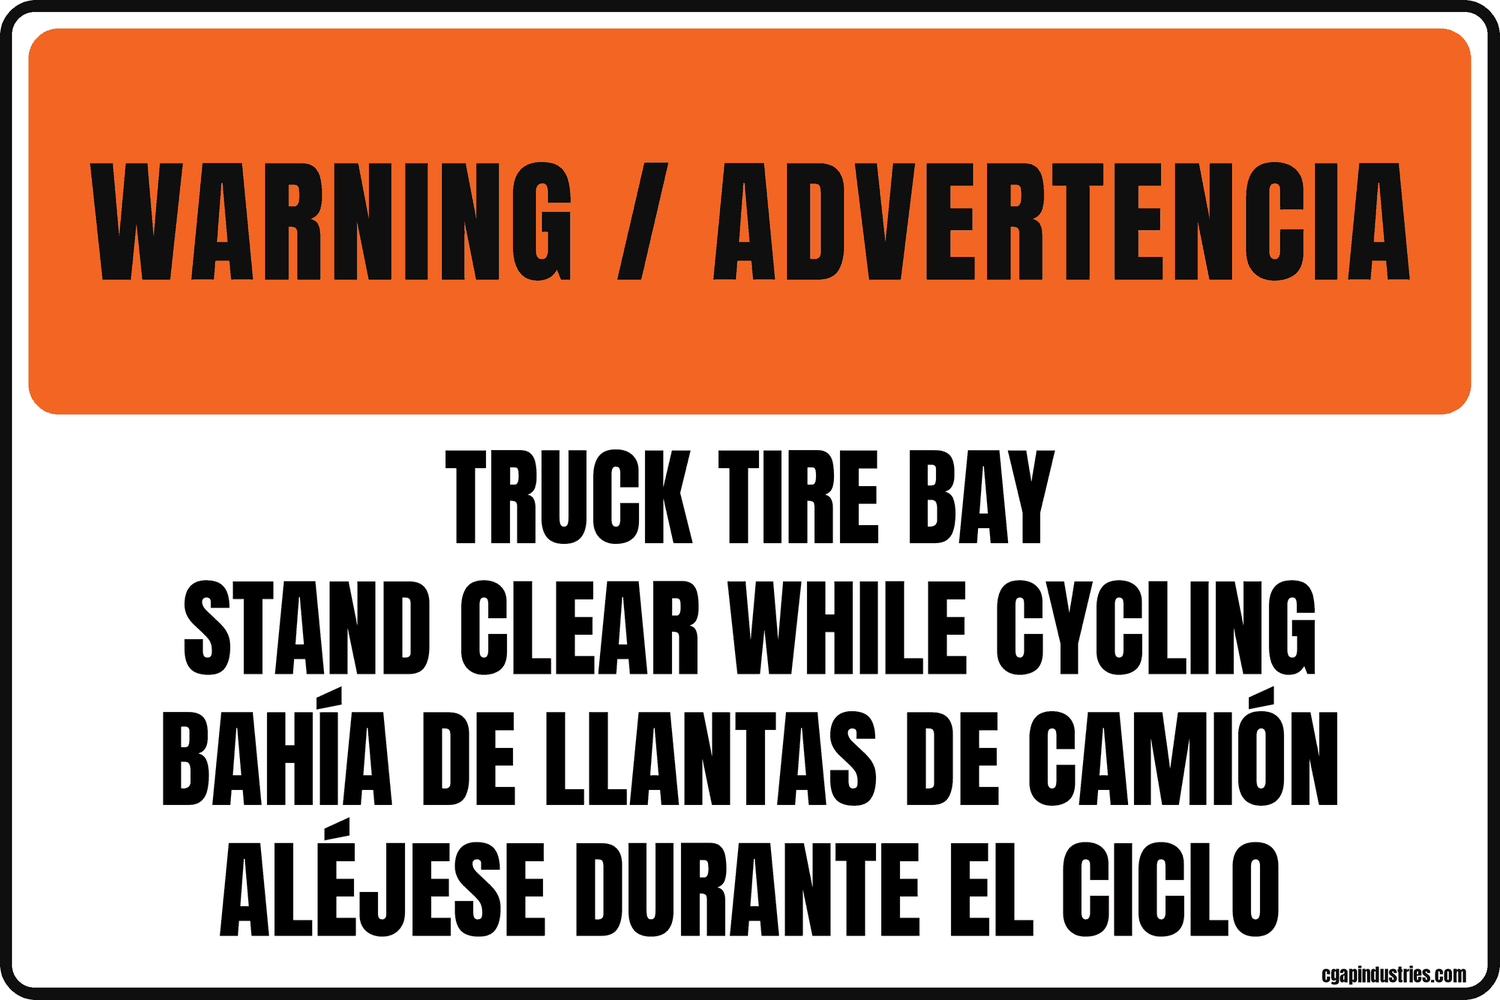 WARNING / ADVERTENCIA
TRUCK TIRE BAY
STAND CLEAR WHILE CYCLING
BAHÍA DE LLANTAS DE CAMIÓN
ALÉJESE DURANTE EL CICLO
cgapindustries.com